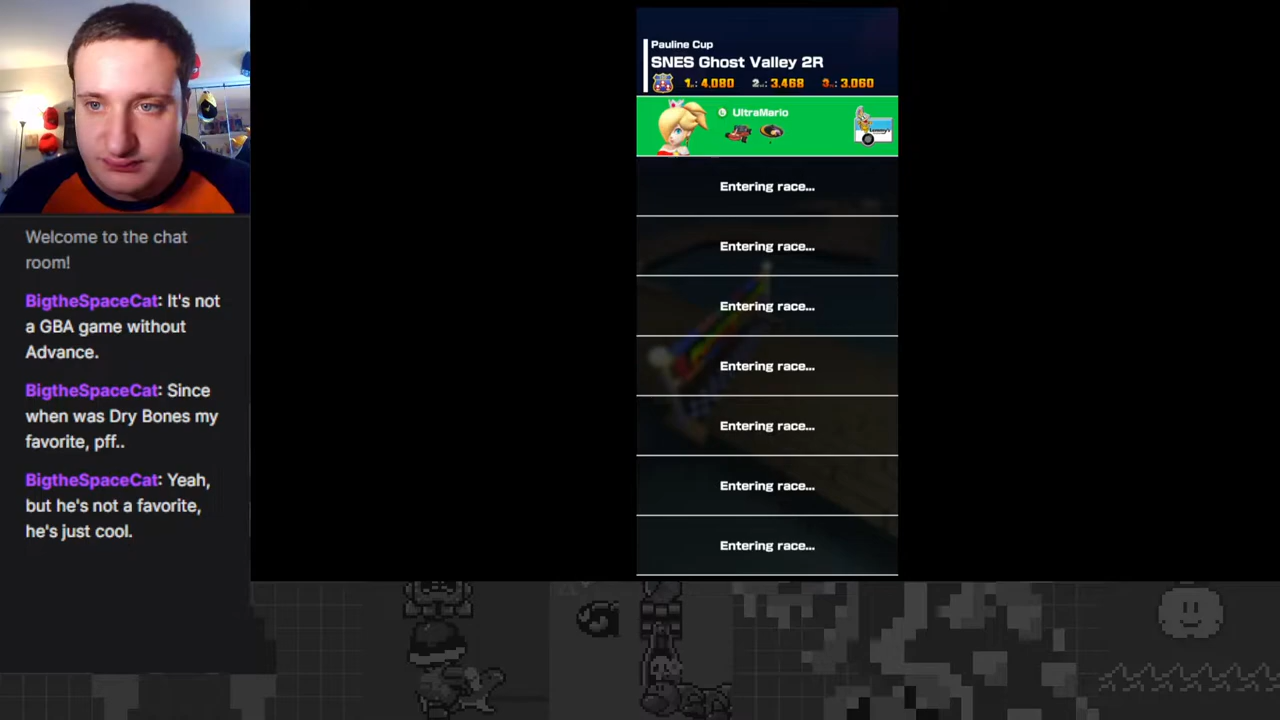 Welcome to the chat
room!
BigtheSpaceCat: It's not
a GBA game without
Advance.
BigtheSpaceCat: Since
when was Dry Bones my
favorite, pff..
BigtheSpaceCat: Yeah,
but he's not a favorite,
he's just cool.
Pauline Cup
SNES Ghost Valley 2R
1st: 4.080 2nd: 3.468 3rd: 3.060
L UltraMario
Entering race...
Entering race...
Entering race...
Entering race...
Entering race...
Entering race...
Entering race...